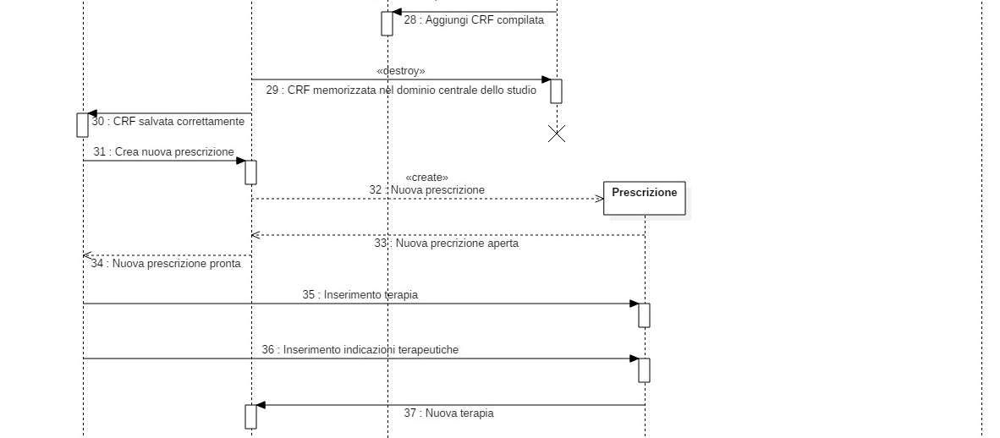 28 : Aggiungi CRF compilata
«destroy»
29 : CRF memorizzata nel dominio centrale dello studio
30 : CRF salvata correttamente
31 : Crea nuova prescrizione
«create»
32 : Nuova prescrizione
Prescrizione
33 : Nuova precrizione aperta
34 : Nuova prescrizione pronta
35 : Inserimento terapia
36 : Inserimento indicazioni terapeutiche
37 : Nuova terapia